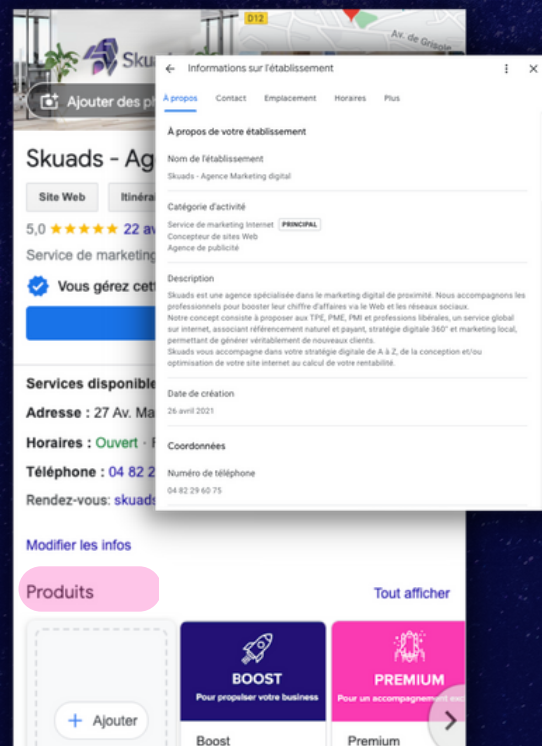 D12
Av. de Grisole
Skuads
Ajouter des
Informations sur l'établissement
À propos Contact Emplacement Horaires Plus
À propos de votre établissement
Nom de l'établissement
Skuads - Agence Marketing digital
Catégorie d'activité
Service de marketing Internet PRINCIPAL
Concepteur de sites Web
Agence de publicité
Description
Skuads est une agence spécialisée dans le marketing digital de proximité. Nous accompagnons les
professionnels pour booster leur chiffre d'affaires via le Web et les réseaux sociaux.
Notre concept consiste à proposer aux TPE, PME, PMI et professions libérales, un service global
sur internet, associant référencement naturel et payant, stratégie digitale 360° et marketing local,
permettant de générer véritablement de nouveaux clients.
Skuads vous accompagne dans votre stratégie digitale de A à Z, de la conception et/ou
optimisation de votre site internet au calcul de votre rentabilité.
Date de création
26 avril 2021
Coordonnées
Numéro de téléphone
04 82 29 60 75
Skuads - Ag
Site Web Itinéra
5,0 22 av
Service de marketing
Vous gérez cet
Services disponible
Adresse : 27 Av. Ma
Horaires : Ouvert ·
Téléphone : 04 82 2
Rendez-vous: skuads
Modifier les infos
Produits Tout afficher
+ Ajouter
BOOST
Pour propulser votre business
Boost
PREMIUM
Pour un accompagnement exc
Premium